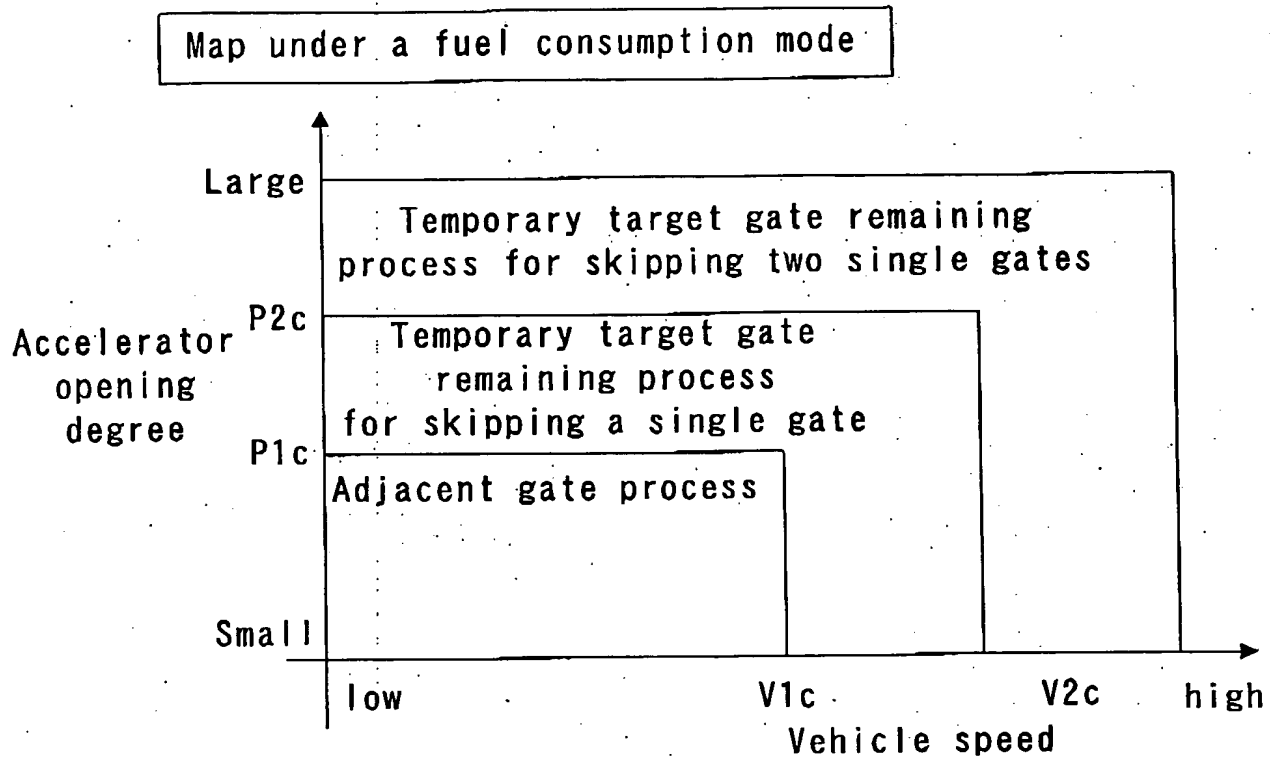 Map under a fuel consumption mode
Large
Temporary target gate remaining
process for skipping two single gates
P2c
Accelerator
opening
degree
Temporary target gate
remaining process
for skipping a single gate
P1c
Adjacent gate process
Small
low
V1c
V2c
high
Vehicle speed